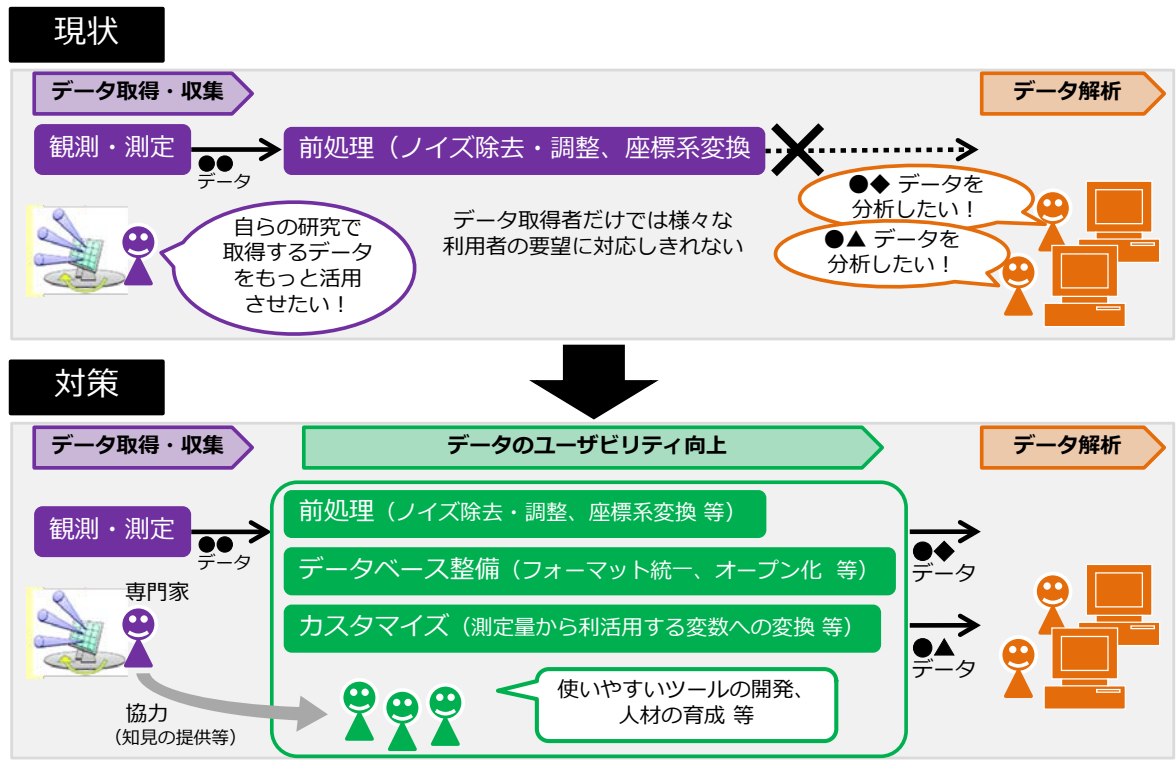 現状
データ取得・収集
データ解析
観測・測定
●●
データ
前処理（ノイズ除去・調整、座標系変換
自らの研究で
取得するデータ
をもっと活用
させたい！
データ取得者だけでは様々な
利用者の要望に対応しきれない
●◆ データを
分析したい！
●▲ データを
分析したい！
対策
データ取得・収集
データのユーザビリティ向上
データ解析
観測・測定
●●
データ
前処理（ノイズ除去・調整、座標系変換 等）
データベース整備（フォーマット統一、オープン化 等）
カスタマイズ（測定量から利活用する変数への変換 等）
●◆
データ
●▲
データ
専門家
協力
（知見の提供等）
使いやすいツールの開発、
人材の育成 等